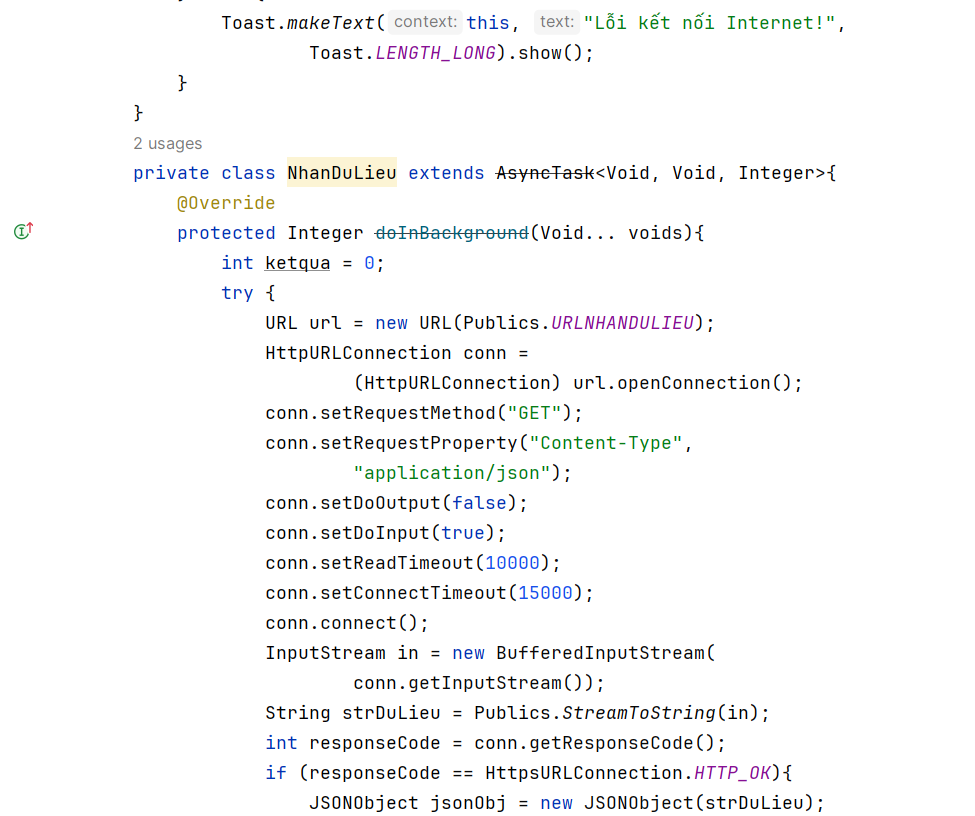 Toast.makeText( context: this, text: "Lỗi kết nối Internet!",
Toast.LENGTH_LONG).show();
}
}
2 usages
private class NhanDuLieu extends AsyncTask<Void, Void, Integer>{
@Override
protected Integer doInBackground(Void... voids){
int ketqua = 0;
try {
URL url = new URL(Publics.URLNHANDULIEU);
HttpURLConnection conn =
(HttpURLConnection) url.openConnection();
conn.setRequestMethod("GET");
conn.setRequestProperty("Content-Type",
"application/json");
conn.setDoOutput(false);
conn.setDoInput(true);
conn.setReadTimeout(10000);
conn.setConnectTimeout(15000);
conn.connect();
InputStream in = new BufferedInputStream(
conn.getInputStream());
String strDuLieu = Publics.StreamToString(in);
int responseCode = conn.getResponseCode();
if (responseCode == HttpsURLConnection.HTTP_OK){
JSONObject jsonObj = new JSONObject(strDuLieu);